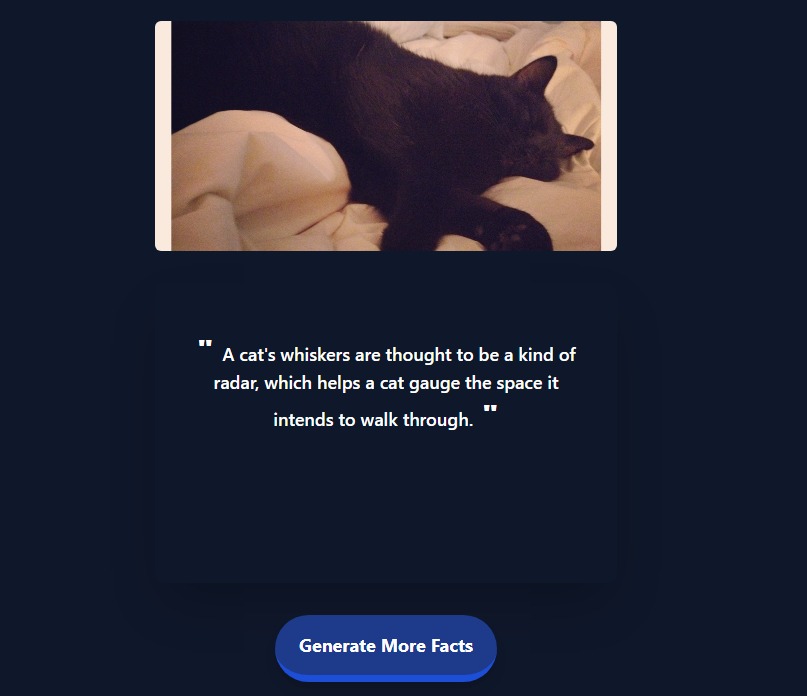 " A cat's whiskers are thought to be a kind of
radar, which helps a cat gauge the space it
intends to walk through. "
Generate More Facts